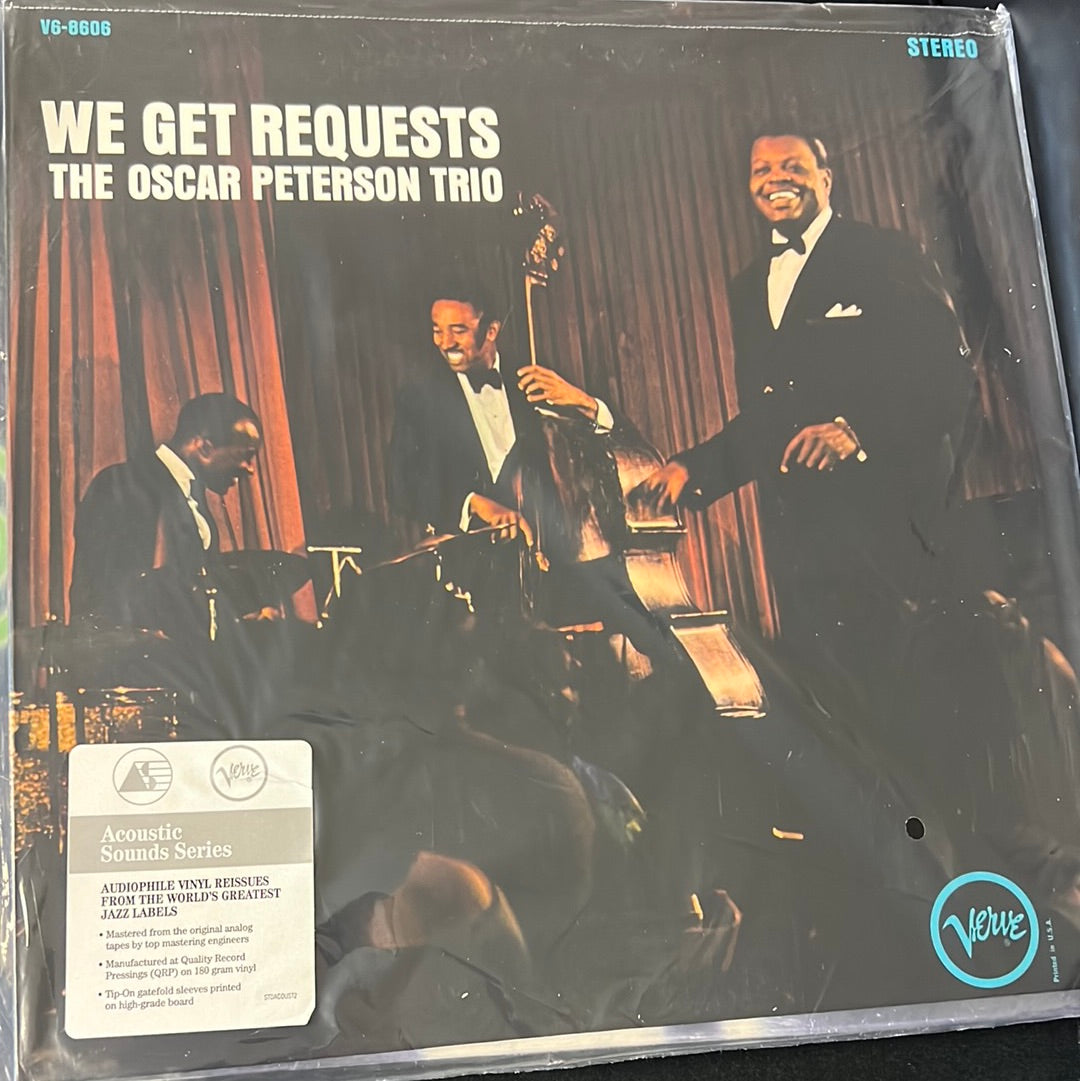 V6-8606
STEREO
WE GET REQUESTS
THE OSCAR PETERSON TRIO
AS
Verve
Acoustic
Sounds Series
AUDIOPHILE VINYL REISSUES
FROM THE WORLD'S GREATEST
JAZZ LABELS
• Mastered from the original analog
tapes by top mastering engineers
• Manufactured at Quality Record
Pressings (QRP) on 180 gram vinyl
• Tip-On gatefold sleeves printed
on high-grade board
STOACOUST2
Verve
Printed in U.S.A.